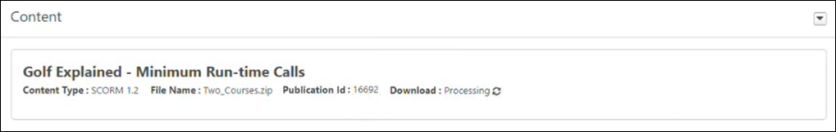 Content
Golf Explained - Minimum Run-time Calls
Content Type : SCORM 1.2 File Name : Two_Courses.zip Publication Id : 16692 Download : Processing